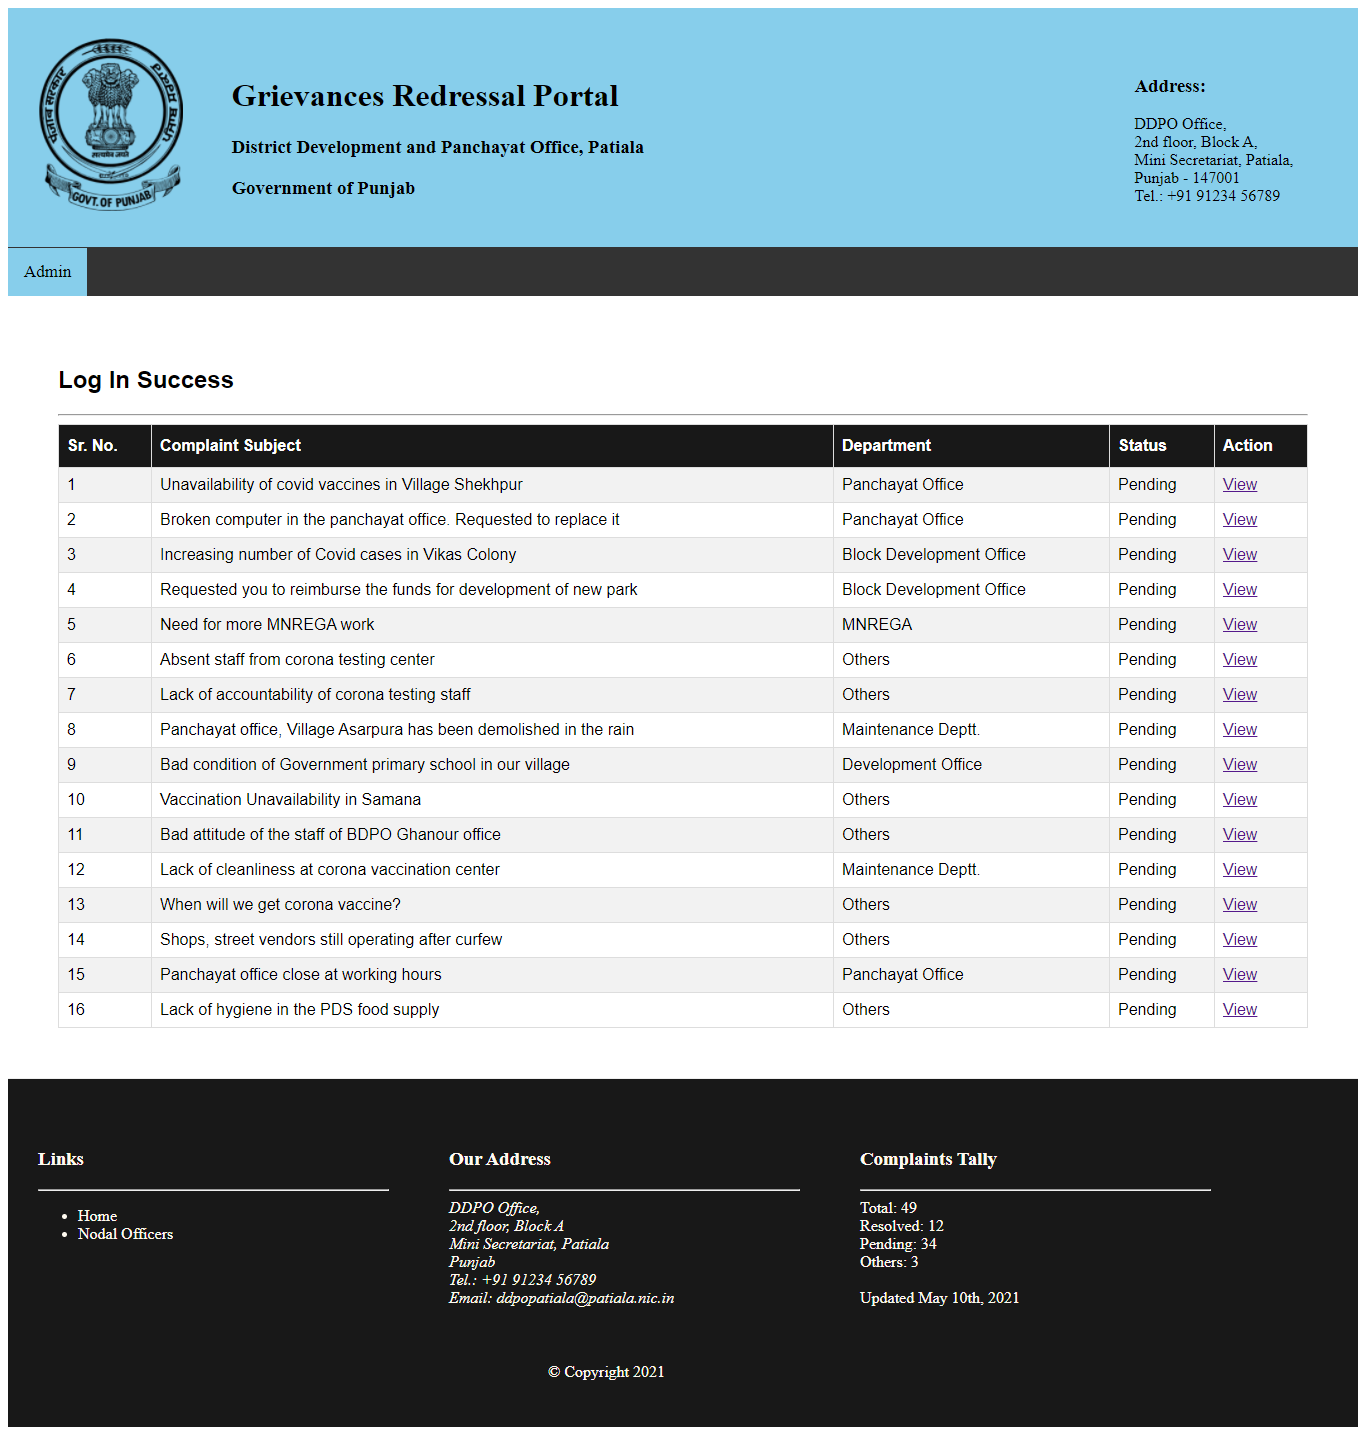 ਪੰਜਾਬ ਸਰਕਾਰ
सत्यमेव जयते
GOVT. OF PUNJAB
Grievances Redressal Portal
District Development and Panchayat Office, Patiala
Government of Punjab
Address:
DDPO Office,
2nd floor, Block A,
Mini Secretariat, Patiala,
Punjab - 147001
Tel.: +91 91234 56789
Admin
Log In Success
Sr. No. Complaint Subject Department Status Action
1 Unavailability of covid vaccines in Village Shekhpur Panchayat Office Pending View
2 Broken computer in the panchayat office. Requested to replace it Panchayat Office Pending View
3 Increasing number of Covid cases in Vikas Colony Block Development Office Pending View
4 Requested you to reimburse the funds for development of new park Block Development Office Pending View
5 Need for more MNREGA work MNREGA Pending View
6 Absent staff from corona testing center Others Pending View
7 Lack of accountability of corona testing staff Others Pending View
8 Panchayat office, Village Asarpura has been demolished in the rain Maintenance Deptt. Pending View
9 Bad condition of Government primary school in our village Development Office Pending View
10 Vaccination Unavailability in Samana Others Pending View
11 Bad attitude of the staff of BDPO Ghanour office Others Pending View
12 Lack of cleanliness at corona vaccination center Maintenance Deptt. Pending View
13 When will we get corona vaccine? Others Pending View
14 Shops, street vendors still operating after curfew Others Pending View
15 Panchayat office close at working hours Panchayat Office Pending View
16 Lack of hygiene in the PDS food supply Others Pending View
Links
Home
Nodal Officers
Our Address
DDPO Office,
2nd floor, Block A
Mini Secretariat, Patiala
Punjab
Tel.: +91 91234 56789
Email: ddpopatiala@patiala.nic.in
Complaints Tally
Total: 49
Resolved: 12
Pending: 34
Others: 3
Updated May 10th, 2021
© Copyright 2021